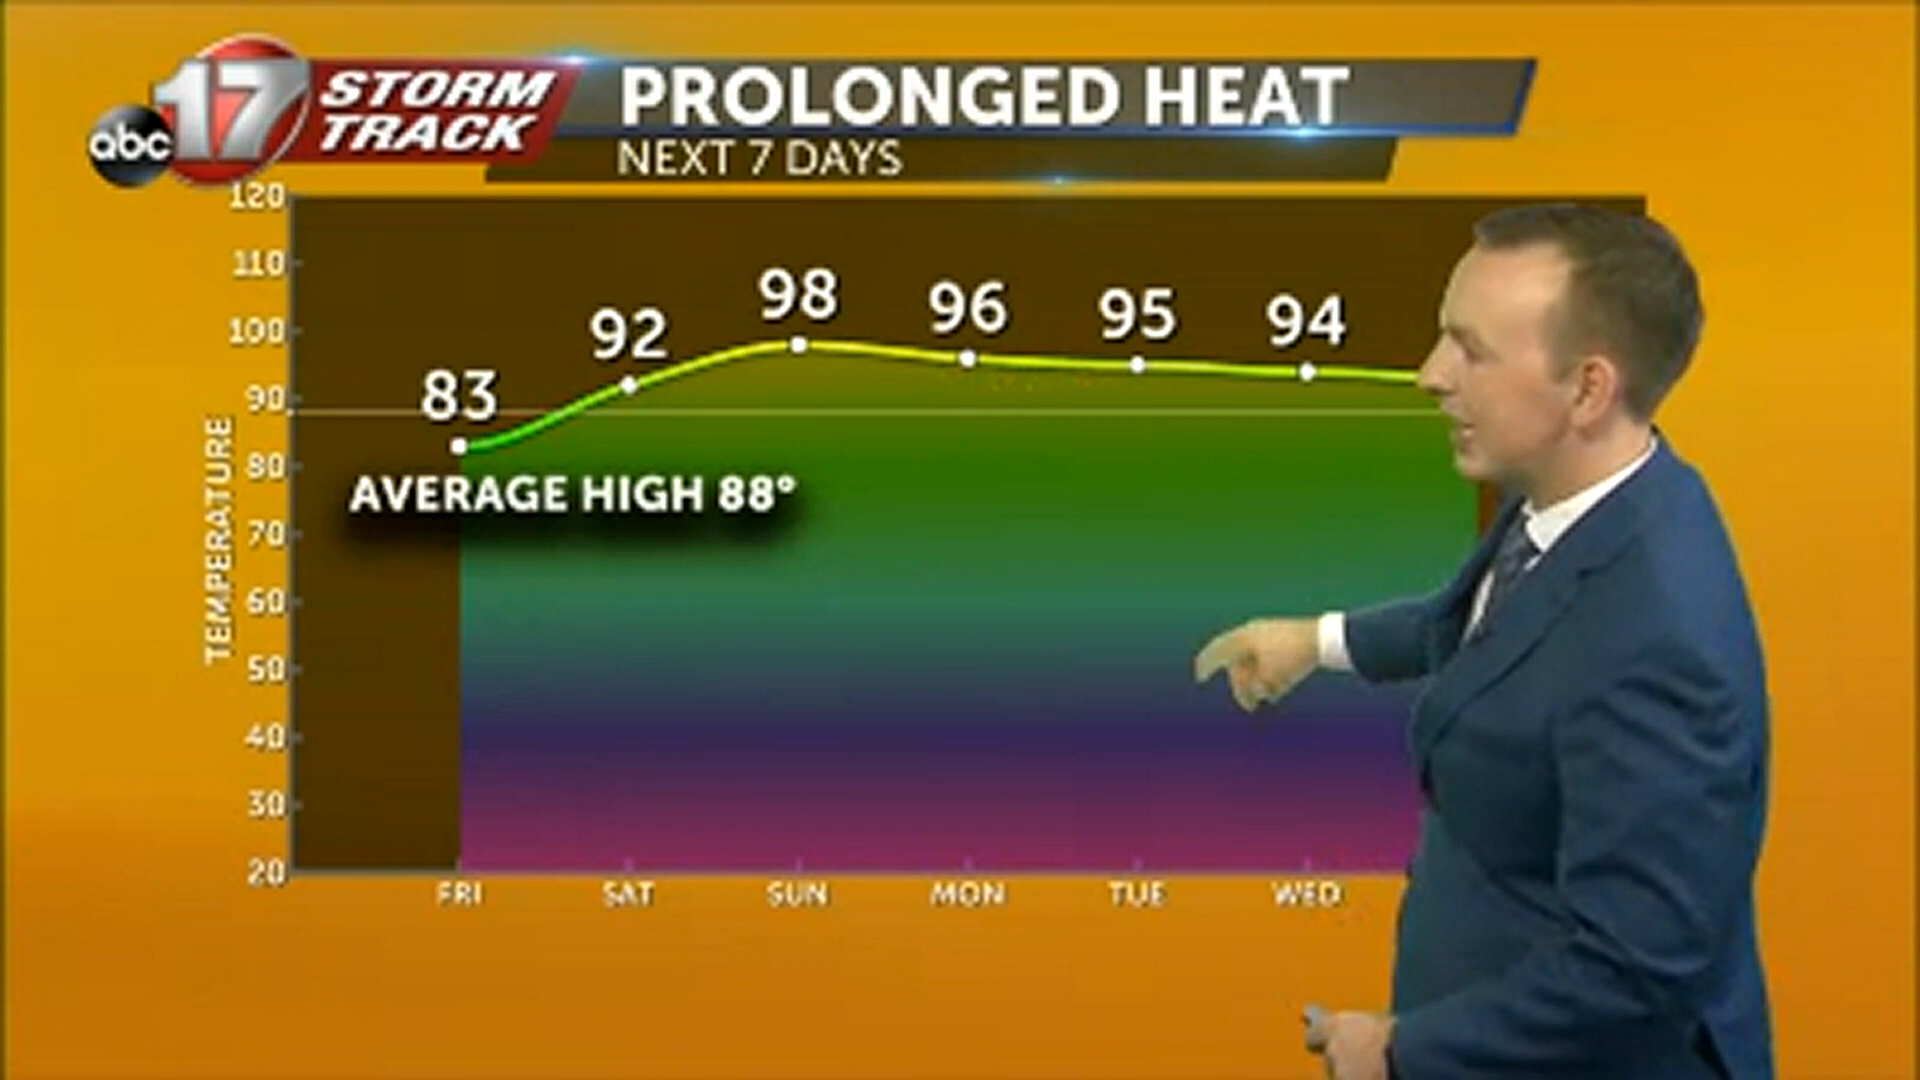 abc 17 STORM TRACK
PROLONGED HEAT
NEXT 7 DAYS
TEMPERATURE
120
110
100
90
80
70
60
50
40
30
20
83
92
98
96
95
94
AVERAGE HIGH 88°
FRI SAT SUN MON TUE WED